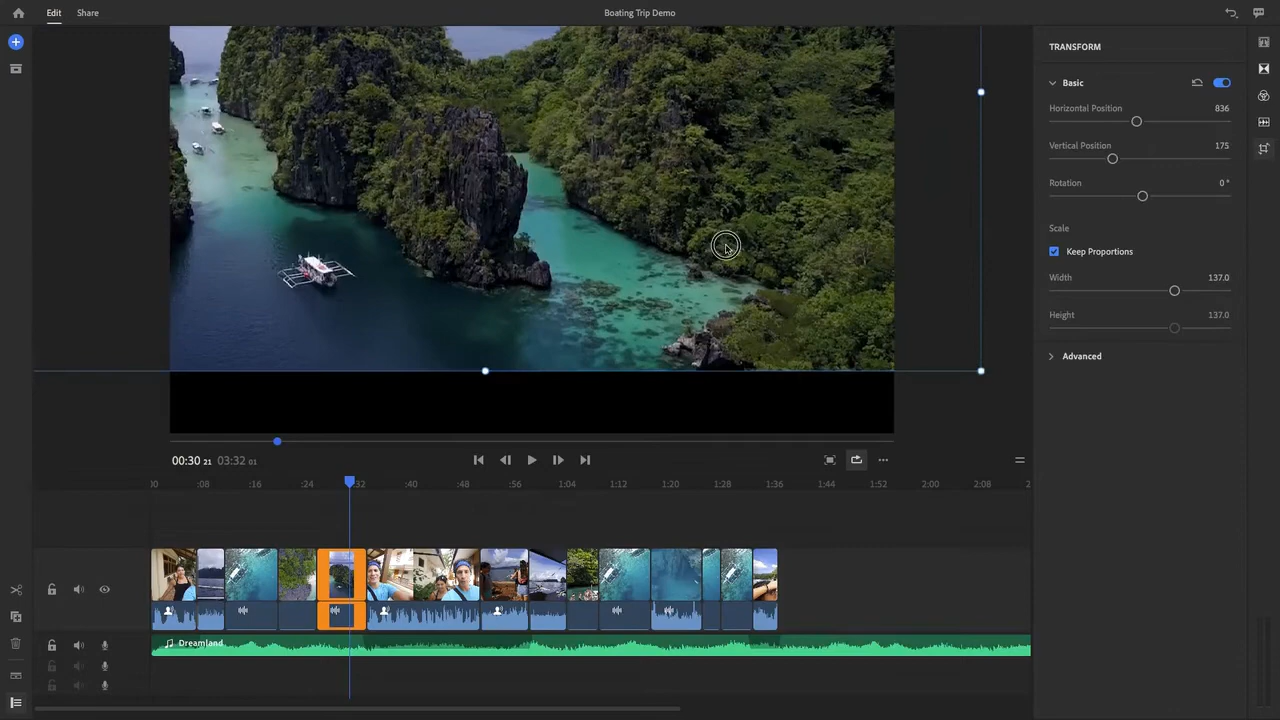 Edit Share Boating Trip Demo
TRANSFORM
Basic
Horizontal Position 836
Vertical Position 175
Rotation 0°
Scale
Keep Proportions
Width 137.0
Height 137.0
Advanced
00:30 21 03:32 01
:00 :08 :16 :24 :32 :40 :48 :56 1:04 1:12 1:20 1:28 1:36 1:44 1:52 2:00 2:08 2
Dreamland